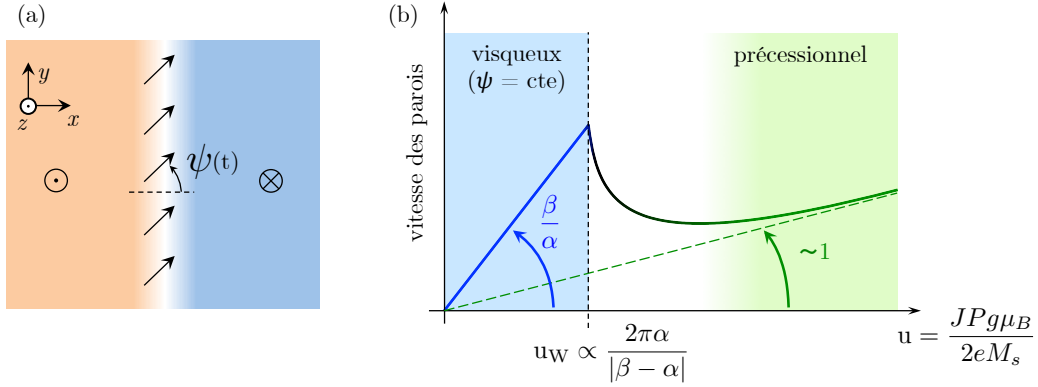 (a)
y
x
z
ψ(t)
(b)
vitesse des parois
visqueux
(ψ = cte)
précessionnel
β/α
~1
u_W ∝ 2πα/|β − α|
u = JPgμ_B/2eM_s